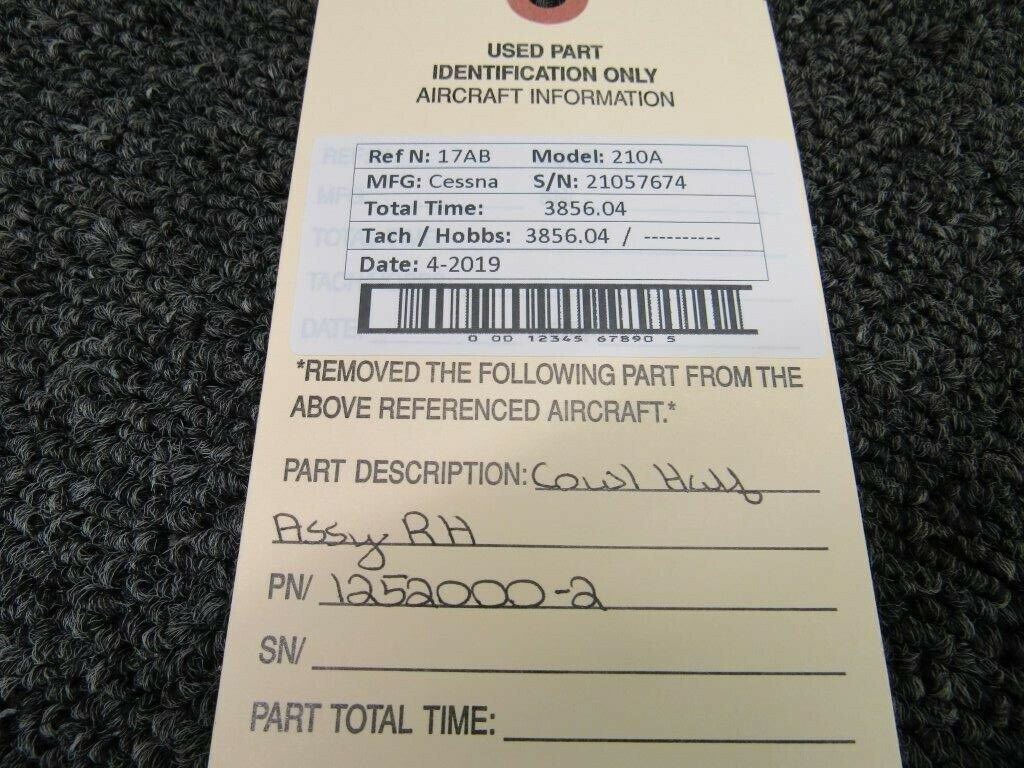 USED PART
IDENTIFICATION ONLY
AIRCRAFT INFORMATION
Ref N: 17AB Model: 210A
MFG: Cessna S/N: 21057674
Total Time: 3856.04
Tach / Hobbs: 3856.04 / ----------
Date: 4-2019
0 00 12345 67890 5
*REMOVED THE FOLLOWING PART FROM THE
ABOVE REFERENCED AIRCRAFT.*
PART DESCRIPTION: Cowl Half
Assy RH
PN/ 1252000-2
SN/
PART TOTAL TIME: